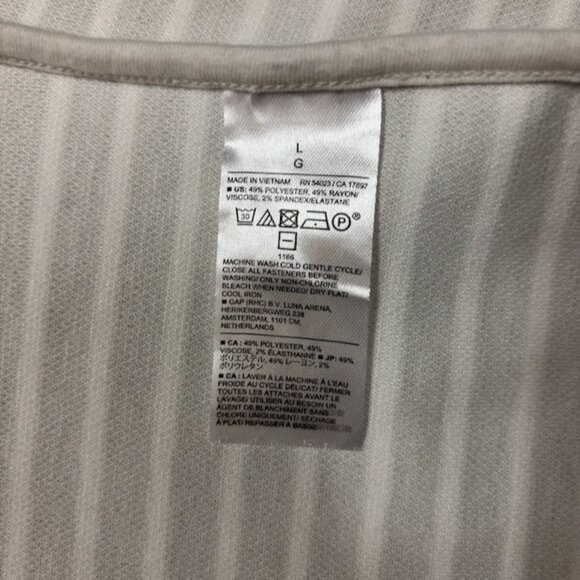 L
G
MADE IN VIETNAM RN 54023 / CA 17897
■ US: 49% POLYESTER, 49% RAYON/
VISCOSE, 2% SPANDEX/ELASTANE
30 P ®
1166
MACHINE WASH COLD GENTLE CYCLE/
CLOSE ALL FASTENERS BEFORE
WASHING/ ONLY NON-CHLORINE
BLEACH WHEN NEEDED/ DRY FLAT/
COOL IRON
■ GAP (RHC) B.V. LUNA ARENA,
HERIKERBERGWEG 238
AMSTERDAM, 1101 CM,
NETHERLANDS
■ CA : 49% POLYESTER, 49%
VISCOSE, 2% ÉLASTHANNE ■ JP: 49%
ポリエステル, 49% レーヨン, 2%
ポリウレタン
■ CA : LAVER À LA MACHINE À L'EAU
FROIDE AU CYCLE DÉLICAT/ FERMER
TOUTES LES ATTACHES AVANT LE
LAVAGE/ UTILISER AU BESOIN UN
AGENT DE BLANCHIMENT SANS
CHLORE UNIQUEMENT/ SÉCHAGE
À PLAT/ REPASSER À BASSE